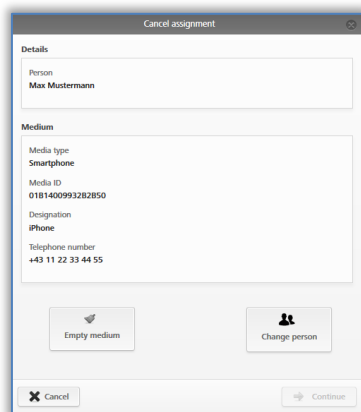 Cancel assignment
Details
Person
Max Mustermann
Medium
Media type
Smartphone
Media ID
01B1400993282B50
Designation
iPhone
Telephone number
+43 11 22 33 44 55
Empty medium
Change person
Cancel
Continue